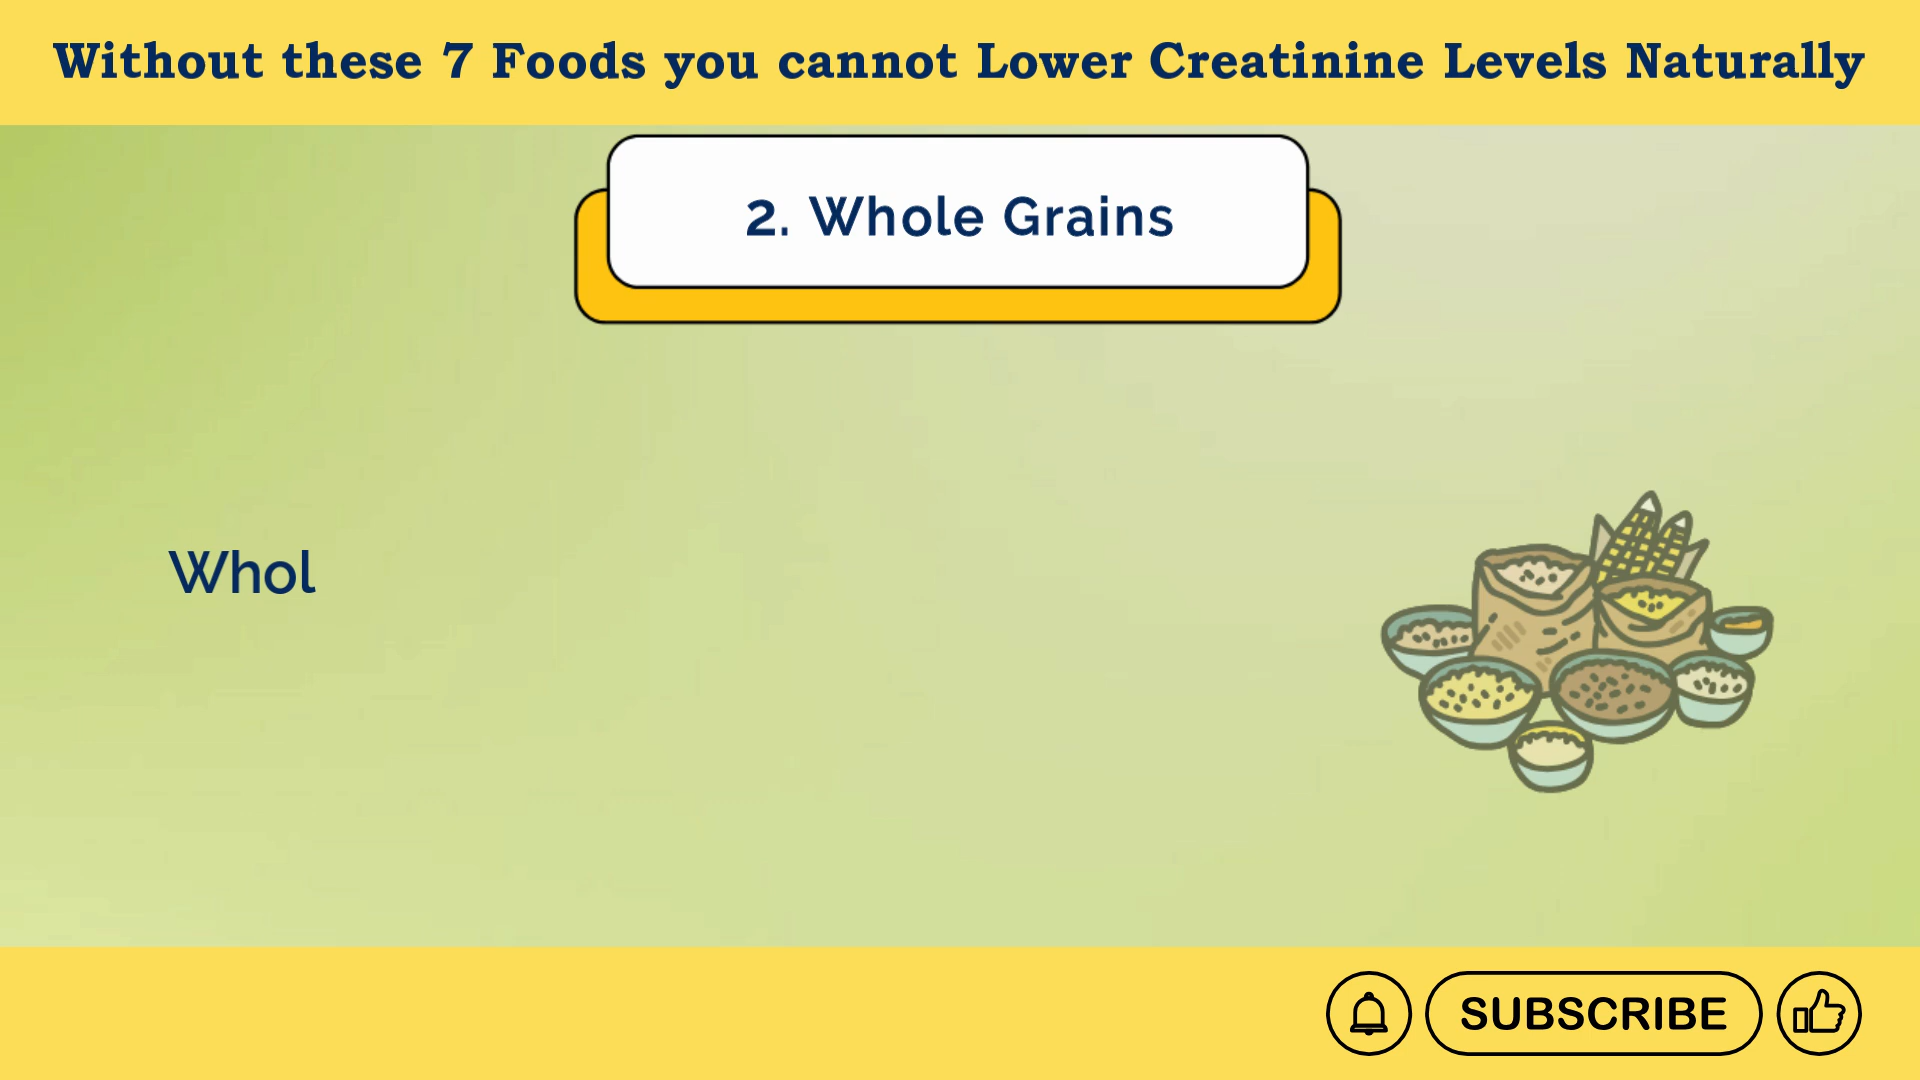 Without these 7 Foods you cannot Lower Creatinine Levels Naturally
2. Whole Grains
Whol
SUBSCRIBE